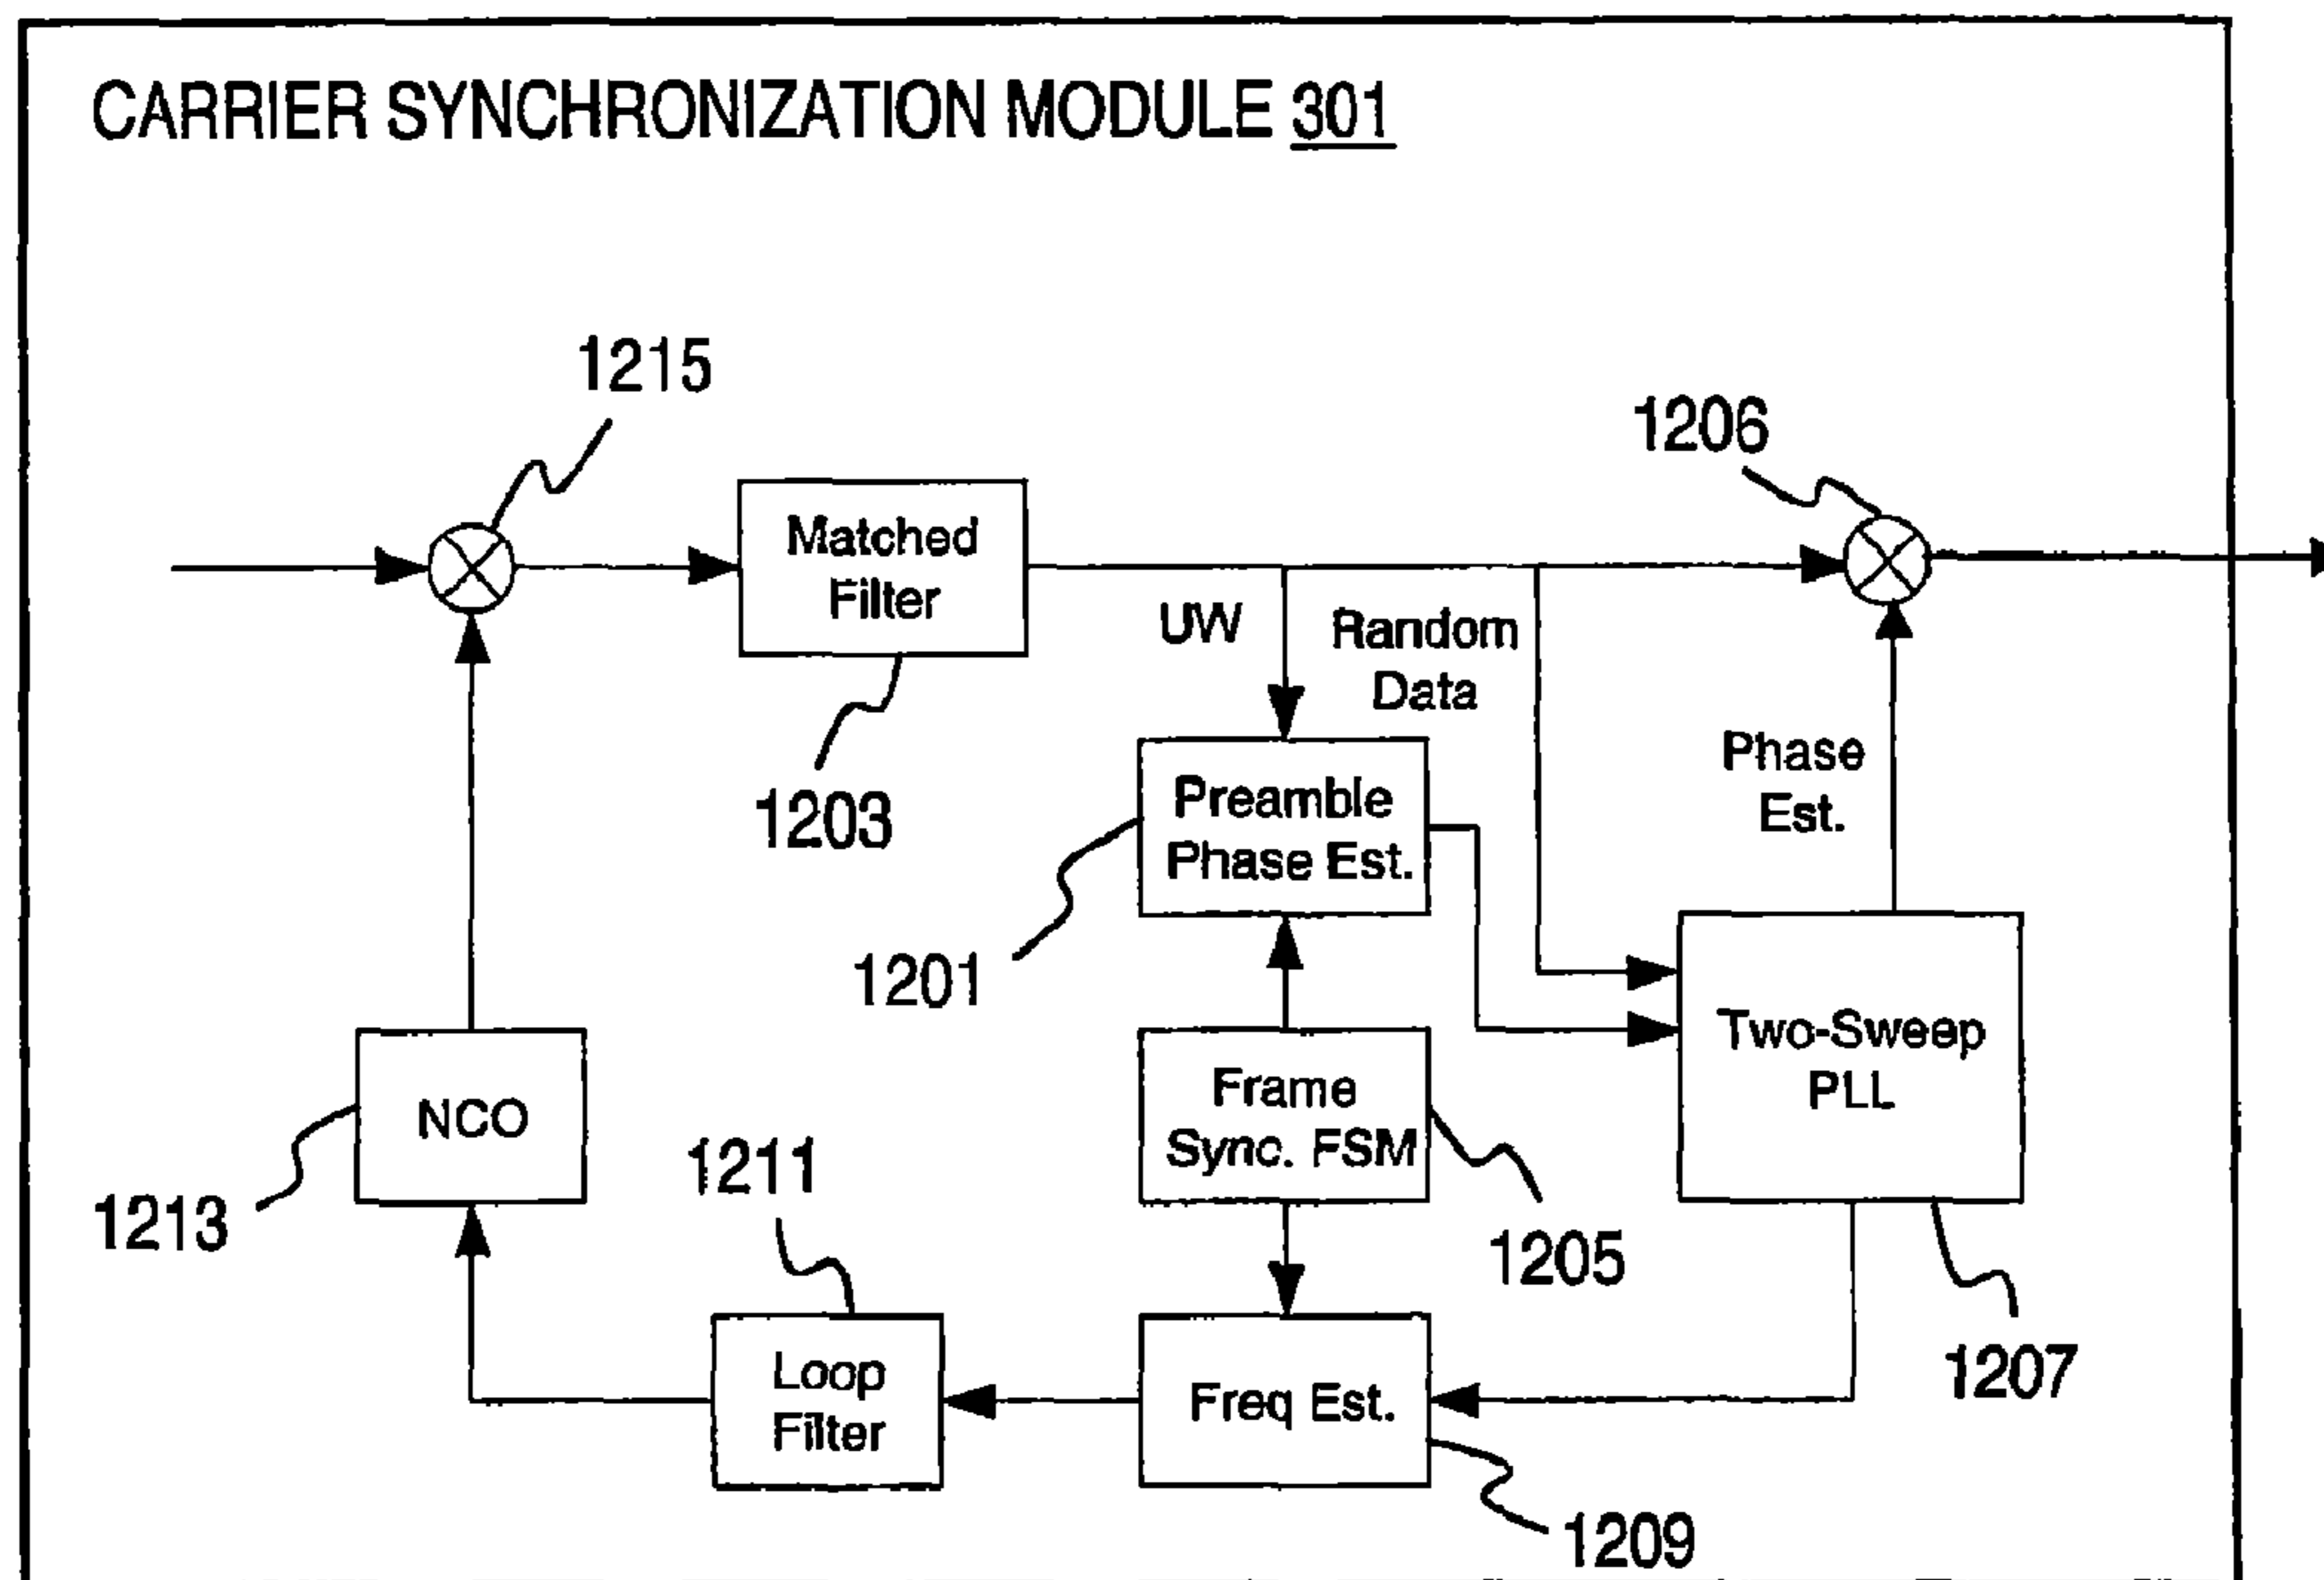 CARRIER SYNCHRONIZATION MODULE 301
1215
1206
Matched
Filter
UW
Random
Data
1203
Preamble
Phase Est.
Phase
Est.
1201
Two-Sweep
PLL
NCO
Frame
Sync. FSM
1213
1211
1205
Loop
Filter
Freq Est.
1207
1209